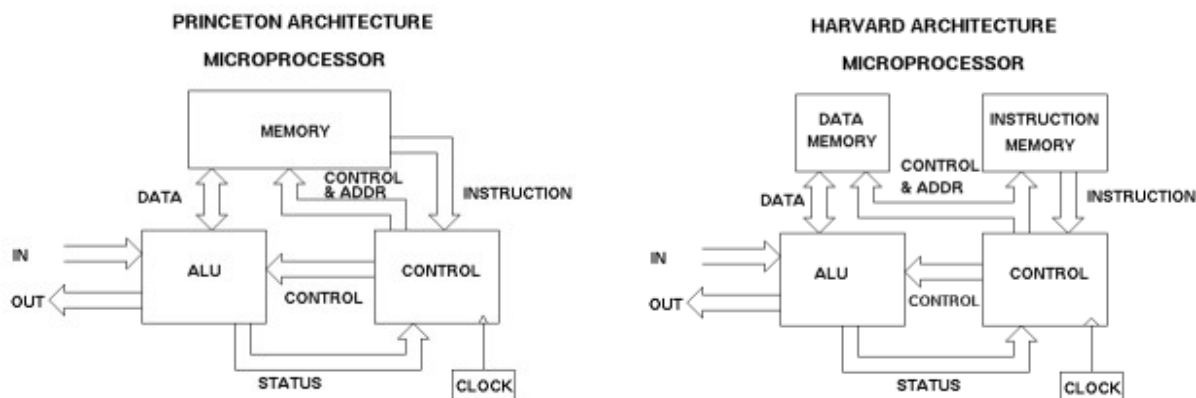 PRINCETON ARCHITECTURE
MICROPROCESSOR
MEMORY
CONTROL
& ADDR
INSTRUCTION
DATA
IN
ALU
CONTROL
OUT
CONTROL
STATUS
CLOCK
HARVARD ARCHITECTURE
MICROPROCESSOR
DATA
MEMORY
INSTRUCTION
MEMORY
CONTROL
& ADDR
INSTRUCTION
DATA
IN
ALU
CONTROL
OUT
CONTROL
STATUS
CLOCK